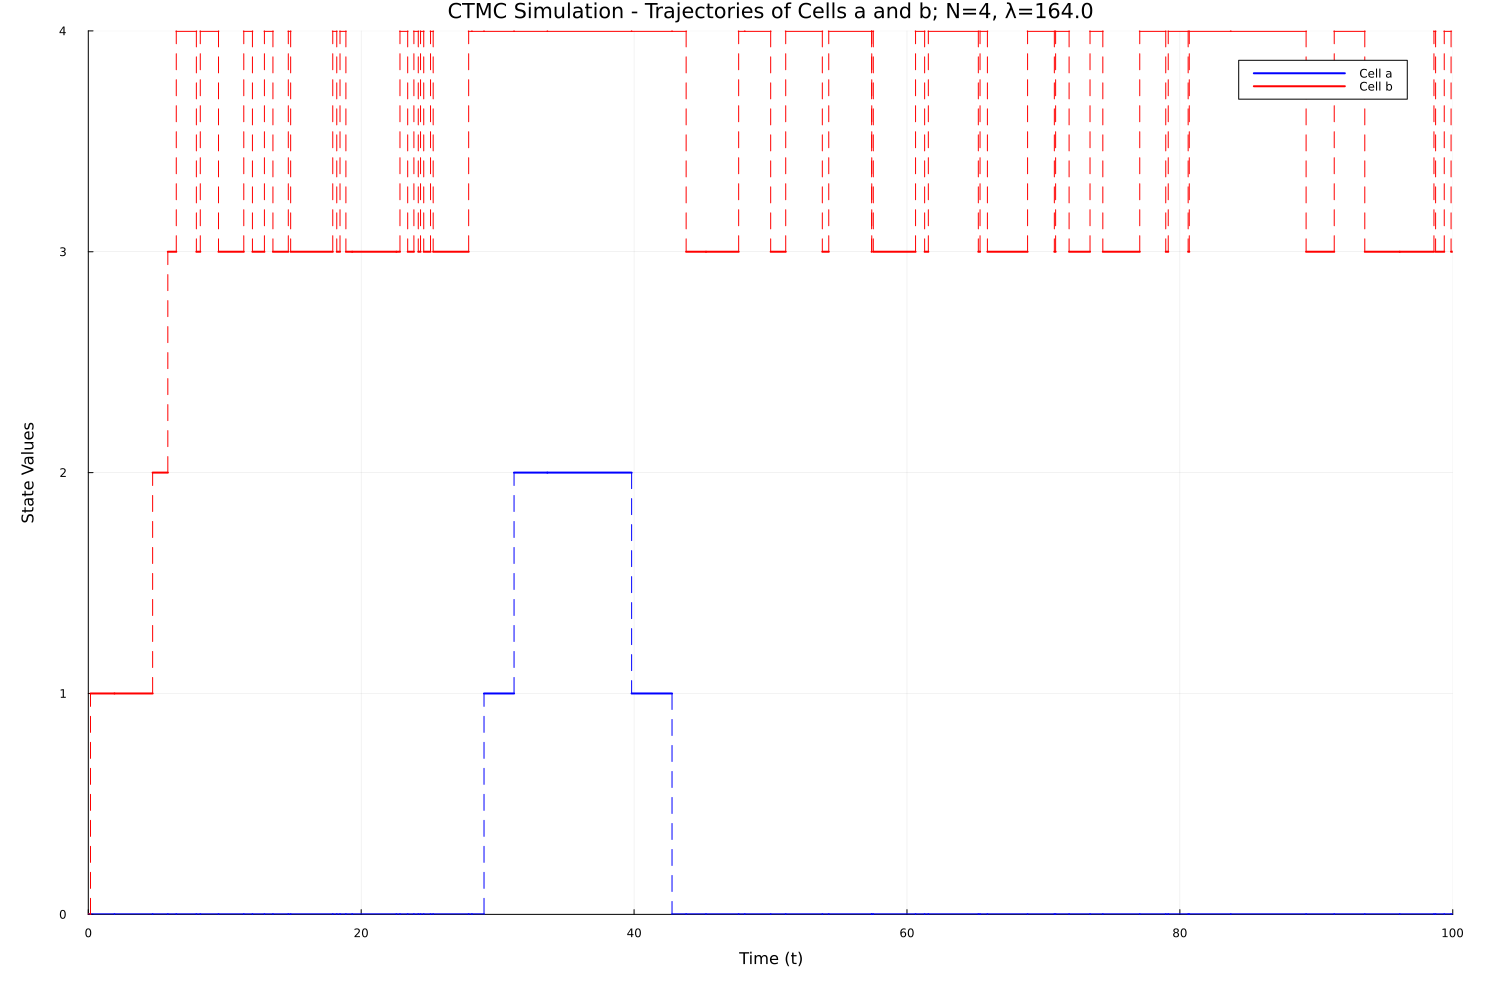 CTMC Simulation - Trajectories of Cells a and b; N=4, λ=164.0
4
Cell a
Cell b
3
State Values
2
1
0
0 20 40 60 80 100
Time (t)